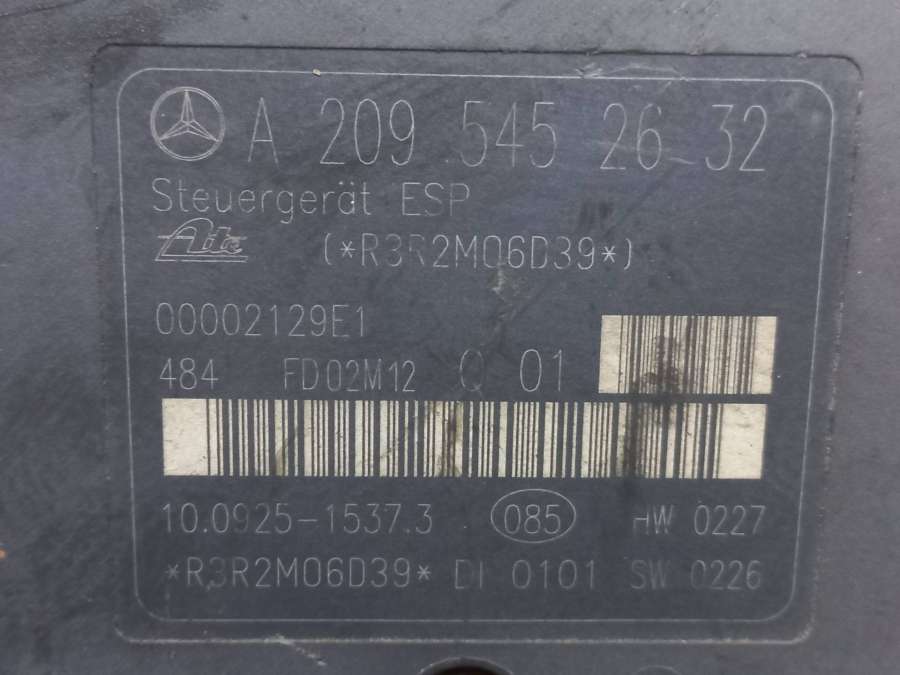 A 209 545 26 32
Steuergerät ESP
Ate (*R3R2M06D39*)
00002129E1
484 FD02M12 Q 01
10.0925-1537.3 085 HW 0227
*R3R2M06D39* DI 0101 SW 0226